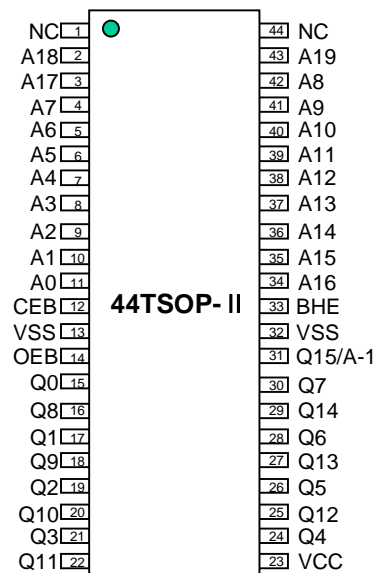 NC 1 44 NC
A18 2 43 A19
A17 3 42 A8
A7 4 41 A9
A6 5 40 A10
A5 6 39 A11
A4 7 38 A12
A3 8 37 A13
A2 9 36 A14
A1 10 35 A15
A0 11 34 A16
CEB 12 44TSOP-II 33 BHE
VSS 13 32 VSS
OEB 14 31 Q15/A-1
Q0 15 30 Q7
Q8 16 29 Q14
Q1 17 28 Q6
Q9 18 27 Q13
Q2 19 26 Q5
Q10 20 25 Q12
Q3 21 24 Q4
Q11 22 23 VCC